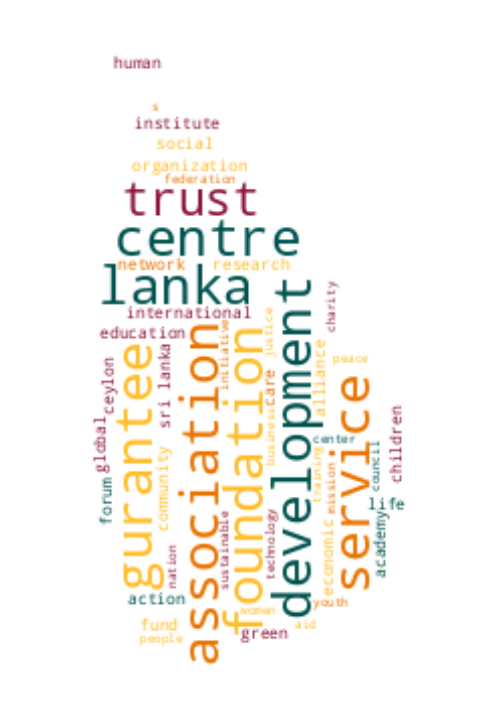 human
s
institute
social
organization
federation
trust
centre
network
research
lanka
international
education
gurantee
association
foundation
development
service
initiative
justice
charity
ceylon
sri lanka
business
care
alliance
peace
global
forum
community
center
training
mission
council
children
life
academy
nation
sustainable
technology
economic
action
women
youth
fund
people
green
aid